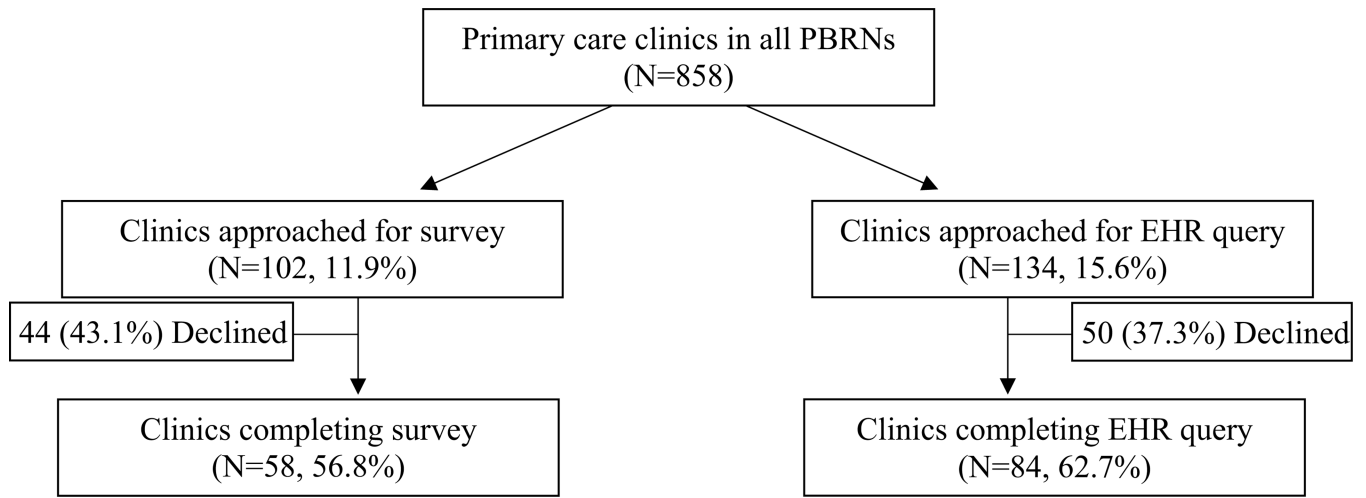 Primary care clinics in all PBRNs
(N=858)
Clinics approached for survey
(N=102, 11.9%)
Clinics approached for EHR query
(N=134, 15.6%)
44 (43.1%) Declined
50 (37.3%) Declined
Clinics completing survey
(N=58, 56.8%)
Clinics completing EHR query
(N=84, 62.7%)